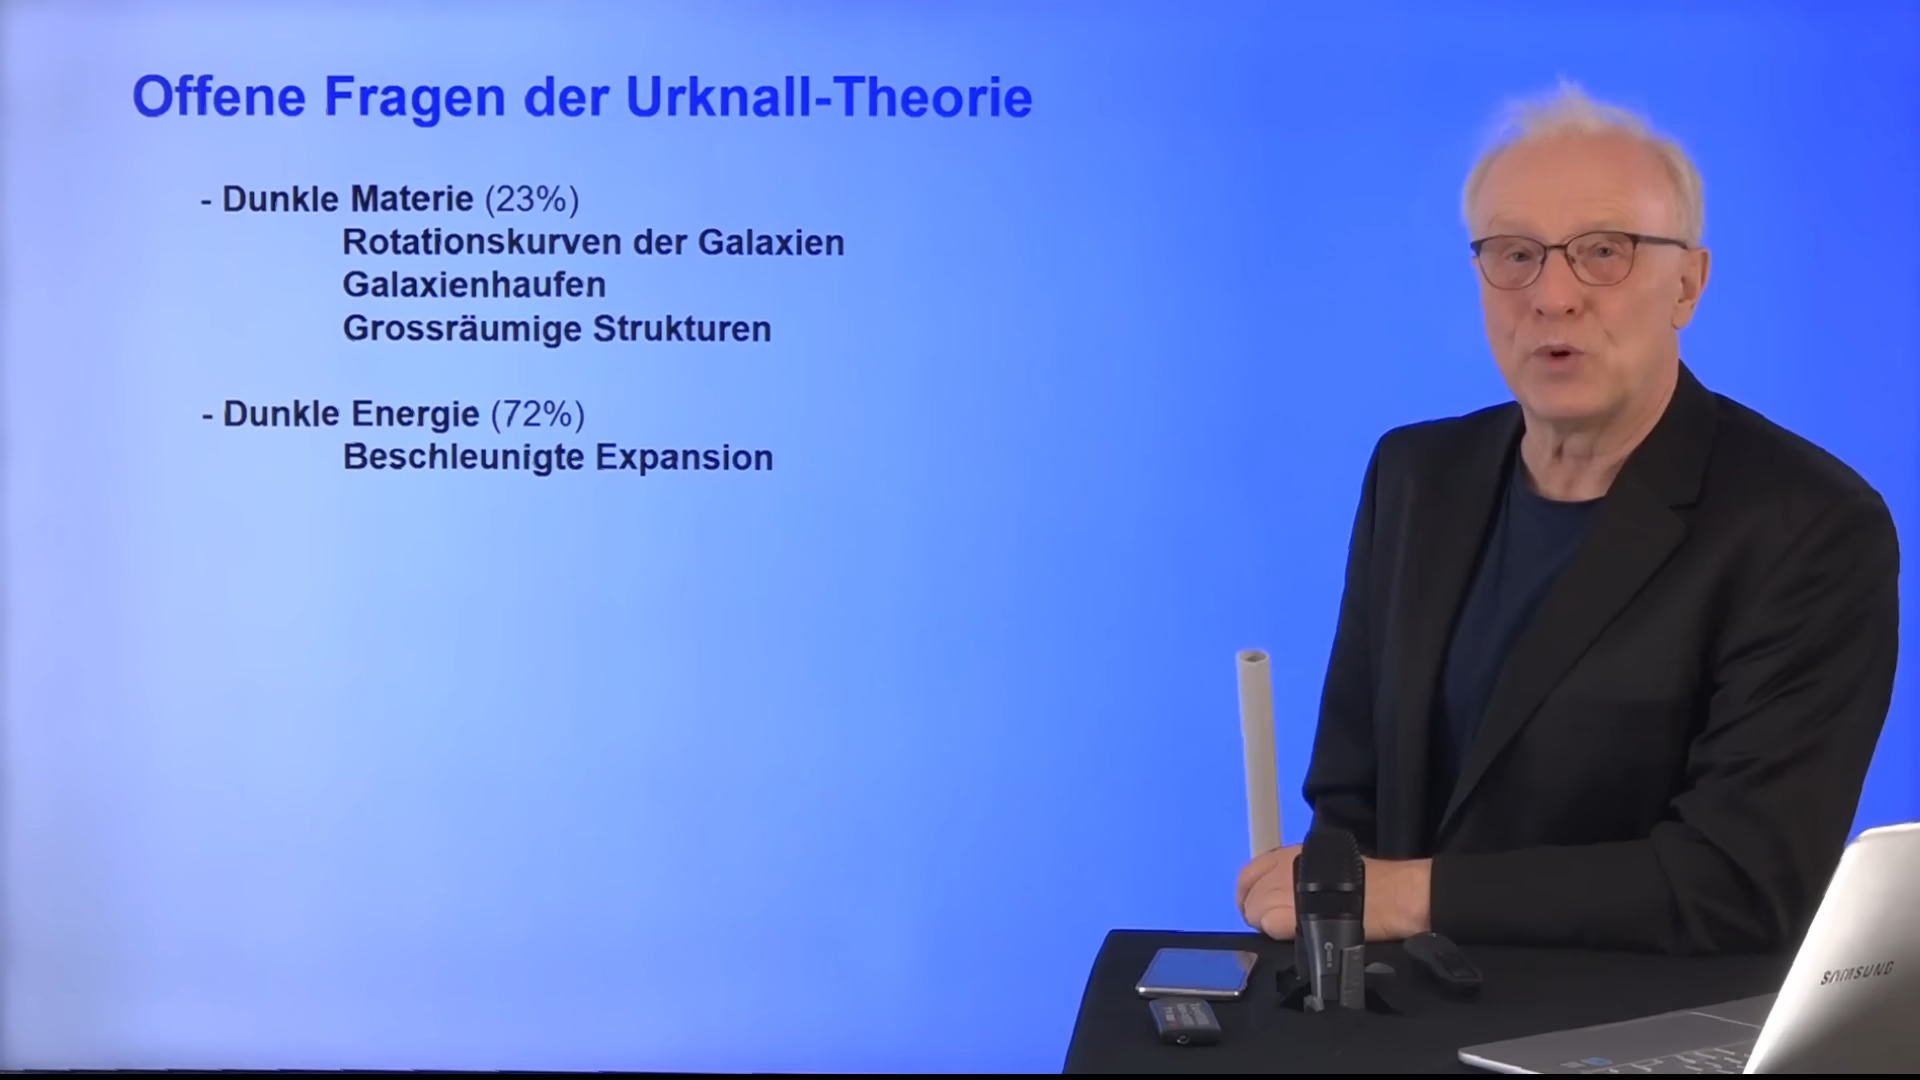 Offene Fragen der Urknall-Theorie
- Dunkle Materie (23%)
Rotationskurven der Galaxien
Galaxienhaufen
Grossräumige Strukturen
- Dunkle Energie (72%)
Beschleunigte Expansion
SAMSUNG